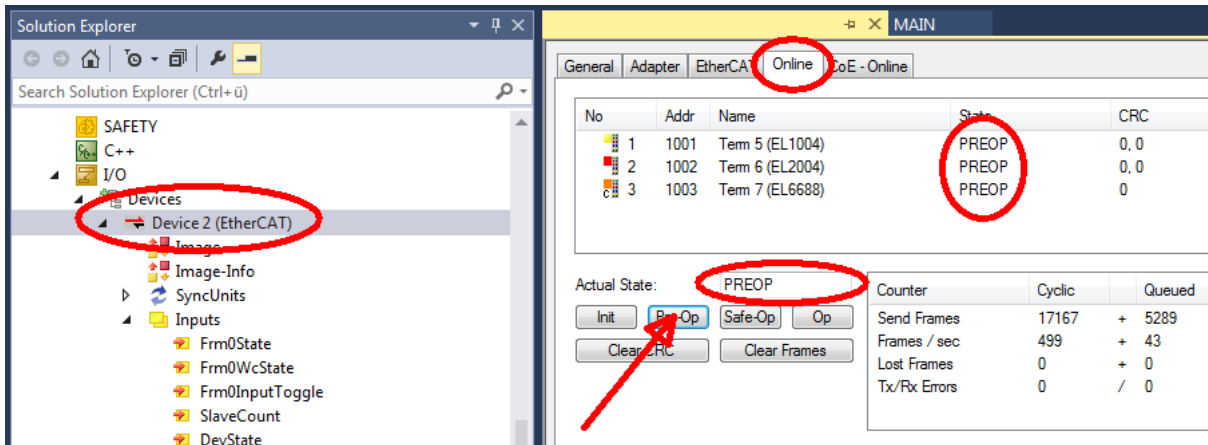 Solution Explorer
Search Solution Explorer (Ctrl+ü)
SAFETY
C++
I/O
Devices
Device 2 (EtherCAT)
Image
Image-Info
SyncUnits
Inputs
Frm0State
Frm0WcState
Frm0InputToggle
SlaveCount
DevState
MAIN
General Adapter EtherCAT Online CoE - Online
No Addr Name State CRC
1 1001 Term 5 (EL1004) PREOP 0, 0
2 1002 Term 6 (EL2004) PREOP 0, 0
c 3 1003 Term 7 (EL6688) PREOP 0
Actual State: PREOP
Init Pre-Op Safe-Op Op
Clear CRC Clear Frames
Counter Cyclic Queued
Send Frames 17167 + 5289
Frames / sec 499 + 43
Lost Frames 0 + 0
Tx/Rx Errors 0 / 0